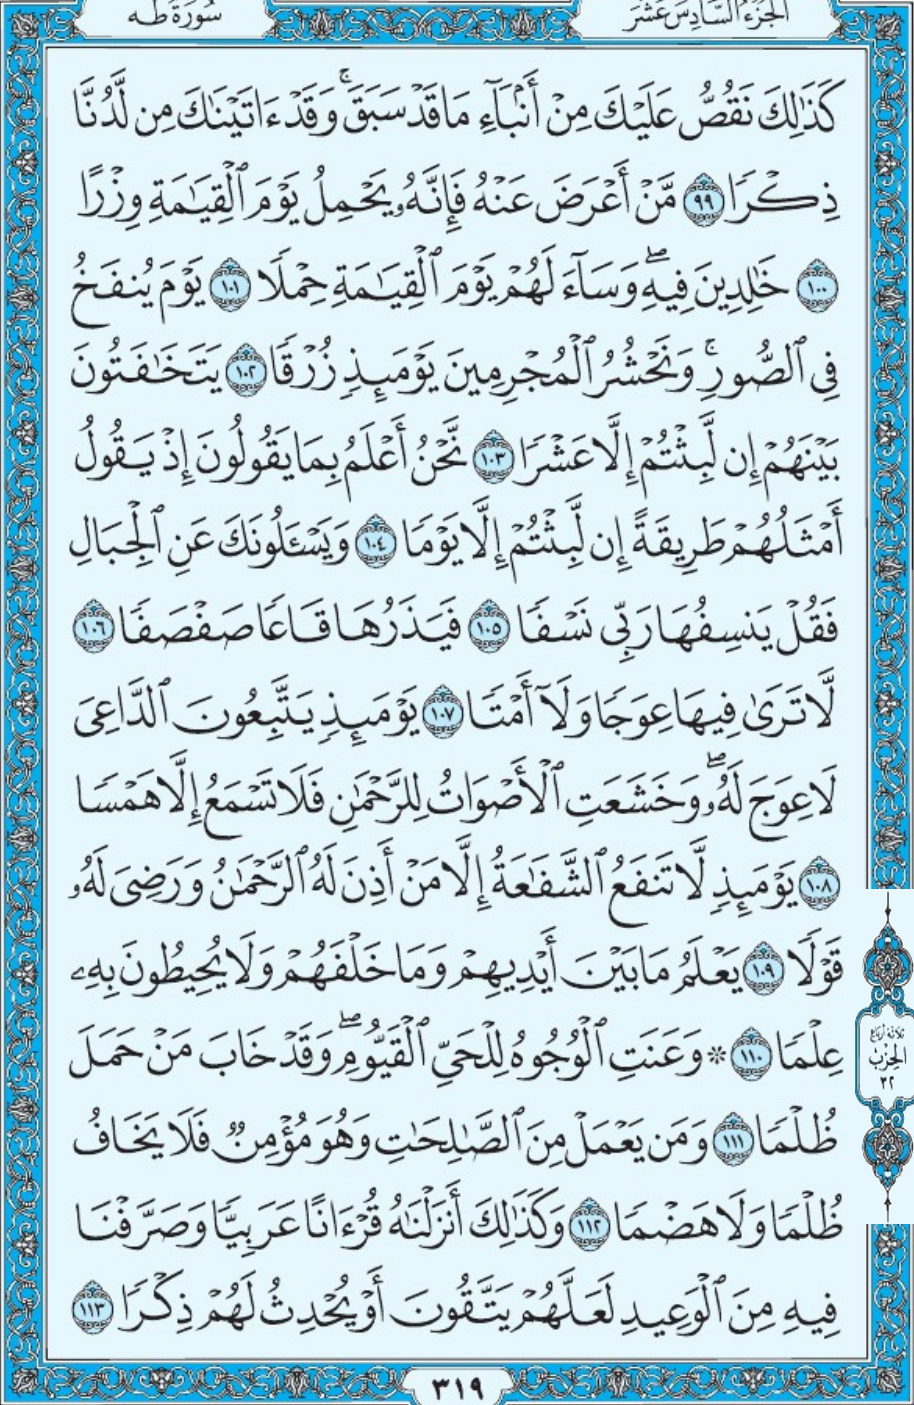 الجُزْءُ السَّادِسَ عَشَرَ
سُورَةُ طه
كَذَٰلِكَ نَقُصُّ عَلَيْكَ مِنْ أَنۢبَآءِ مَا قَدْ سَبَقَ ۚ وَقَدْ ءَاتَيْنَٰكَ مِن لَّدُنَّا
ذِكْرًا ٩٩ مَّنْ أَعْرَضَ عَنْهُ فَإِنَّهُۥ يَحْمِلُ يَوْمَ ٱلْقِيَٰمَةِ وِزْرًا
١٠٠ خَٰلِدِينَ فِيهِ ۖ وَسَآءَ لَهُمْ يَوْمَ ٱلْقِيَٰمَةِ حِمْلًا ١٠١ يَوْمَ يُنفَخُ
فِى ٱلصُّورِ ۚ وَنَحْشُرُ ٱلْمُجْرِمِينَ يَوْمَئِذٍ زُرْقًا ١٠٢ يَتَخَٰفَتُونَ
بَيْنَهُمْ إِن لَّبِثْتُمْ إِلَّا عَشْرًا ١٠٣ نَّحْنُ أَعْلَمُ بِمَا يَقُولُونَ إِذْ يَقُولُ
أَمْثَلُهُمْ طَرِيقَةً إِن لَّبِثْتُمْ إِلَّا يَوْمًا ١٠٤ وَيَسْـَٔلُونَكَ عَنِ ٱلْجِبَالِ
فَقُلْ يَنسِفُهَا رَبِّى نَسْفًا ١٠٥ فَيَذَرُهَا قَاعًا صَفْصَفًا ١٠٦
لَّا تَرَىٰ فِيهَا عِوَجًا وَلَآ أَمْتًا ١٠٧ يَوْمَئِذٍ يَتَّبِعُونَ ٱلدَّاعِىَ
لَا عِوَجَ لَهُۥ ۖ وَخَشَعَتِ ٱلْأَصْوَاتُ لِلرَّحْمَٰنِ فَلَا تَسْمَعُ إِلَّا هَمْسًا
١٠٨ يَوْمَئِذٍ لَّا تَنفَعُ ٱلشَّفَٰعَةُ إِلَّا مَنْ أَذِنَ لَهُ ٱلرَّحْمَٰنُ وَرَضِىَ لَهُۥ
قَوْلًا ١٠٩ يَعْلَمُ مَا بَيْنَ أَيْدِيهِمْ وَمَا خَلْفَهُمْ وَلَا يُحِيطُونَ بِهِۦ
عِلْمًا ١١٠ ۞ وَعَنَتِ ٱلْوُجُوهُ لِلْحَىِّ ٱلْقَيُّومِ ۖ وَقَدْ خَابَ مَنْ حَمَلَ
ظُلْمًا ١١١ وَمَن يَعْمَلْ مِنَ ٱلصَّٰلِحَٰتِ وَهُوَ مُؤْمِنٌ فَلَا يَخَافُ
ظُلْمًا وَلَا هَضْمًا ١١٢ وَكَذَٰلِكَ أَنزَلْنَٰهُ قُرْءَانًا عَرَبِيًّا وَصَرَّفْنَا
فِيهِ مِنَ ٱلْوَعِيدِ لَعَلَّهُمْ يَتَّقُونَ أَوْ يُحْدِثُ لَهُمْ ذِكْرًا ١١٣
ثلاثة أرباع
الحزب
٣٢
٣١٩